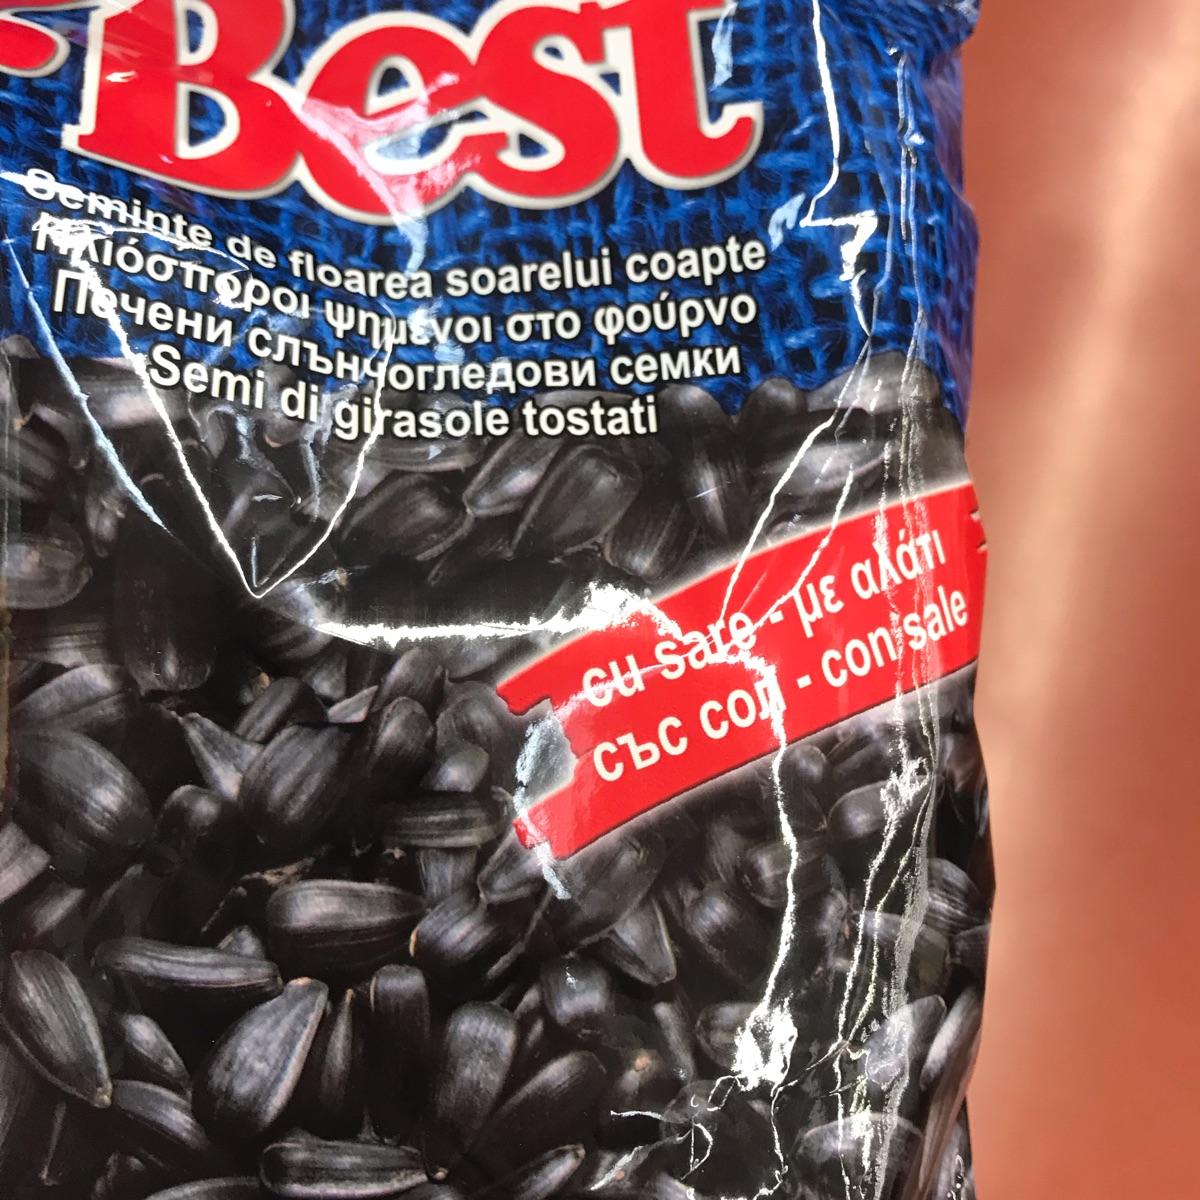 Best
Seminte de floarea soarelui coapte
Ηλιόσποροι ψημένοι στο φούρνο
Печени слънчогледови семки
Semi di girasole tostati
cu sare - με αλάτι
със сол - con sale